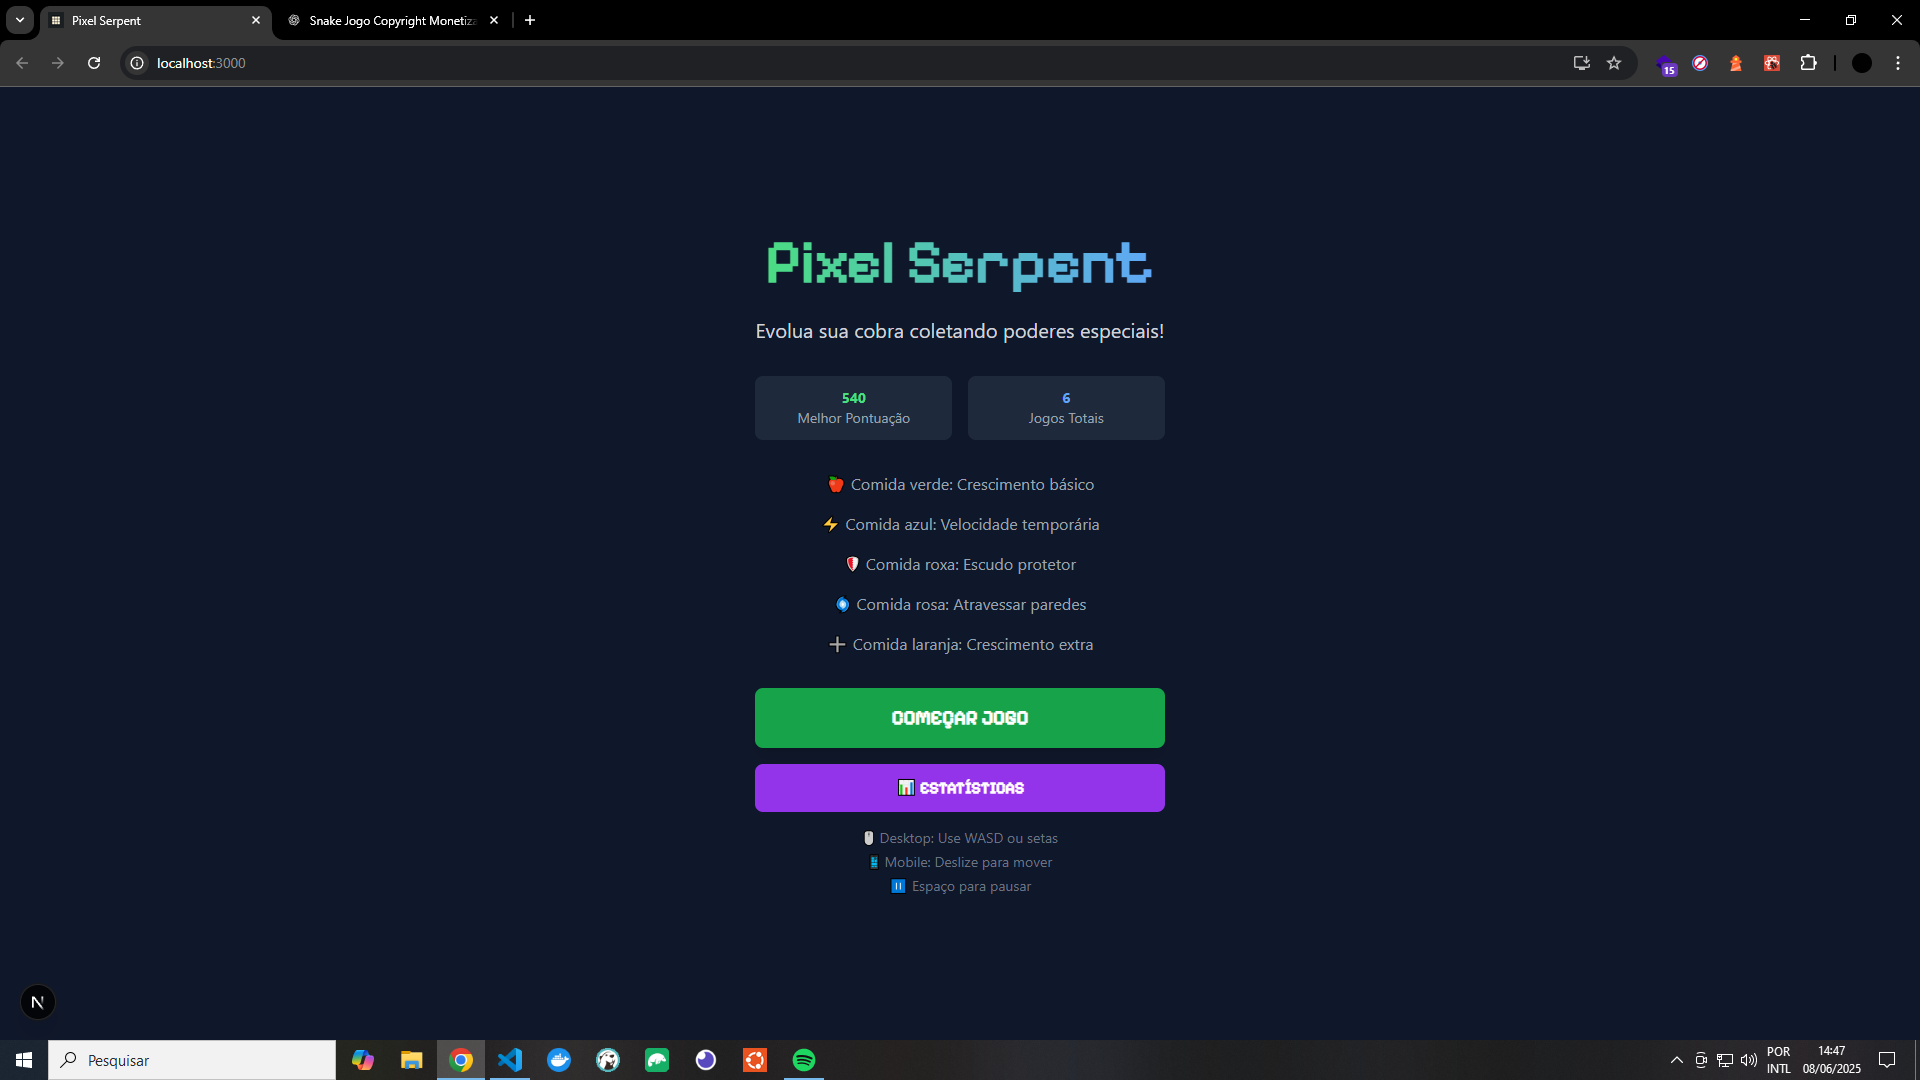 Pixel Serpent
Snake Jogo Copyright Monetiza
localhost:3000
15
Pixel Serpent
Evolua sua cobra coletando poderes especiais!
540
Melhor Pontuação
6
Jogos Totais
Comida verde: Crescimento básico
Comida azul: Velocidade temporária
Comida roxa: Escudo protetor
Comida rosa: Atravessar paredes
Comida laranja: Crescimento extra
COMEÇAR JOGO
ESTATÍSTICAS
Desktop: Use WASD ou setas
Mobile: Deslize para mover
Espaço para pausar
N
Pesquisar
POR
INTL
14:47
08/06/2025